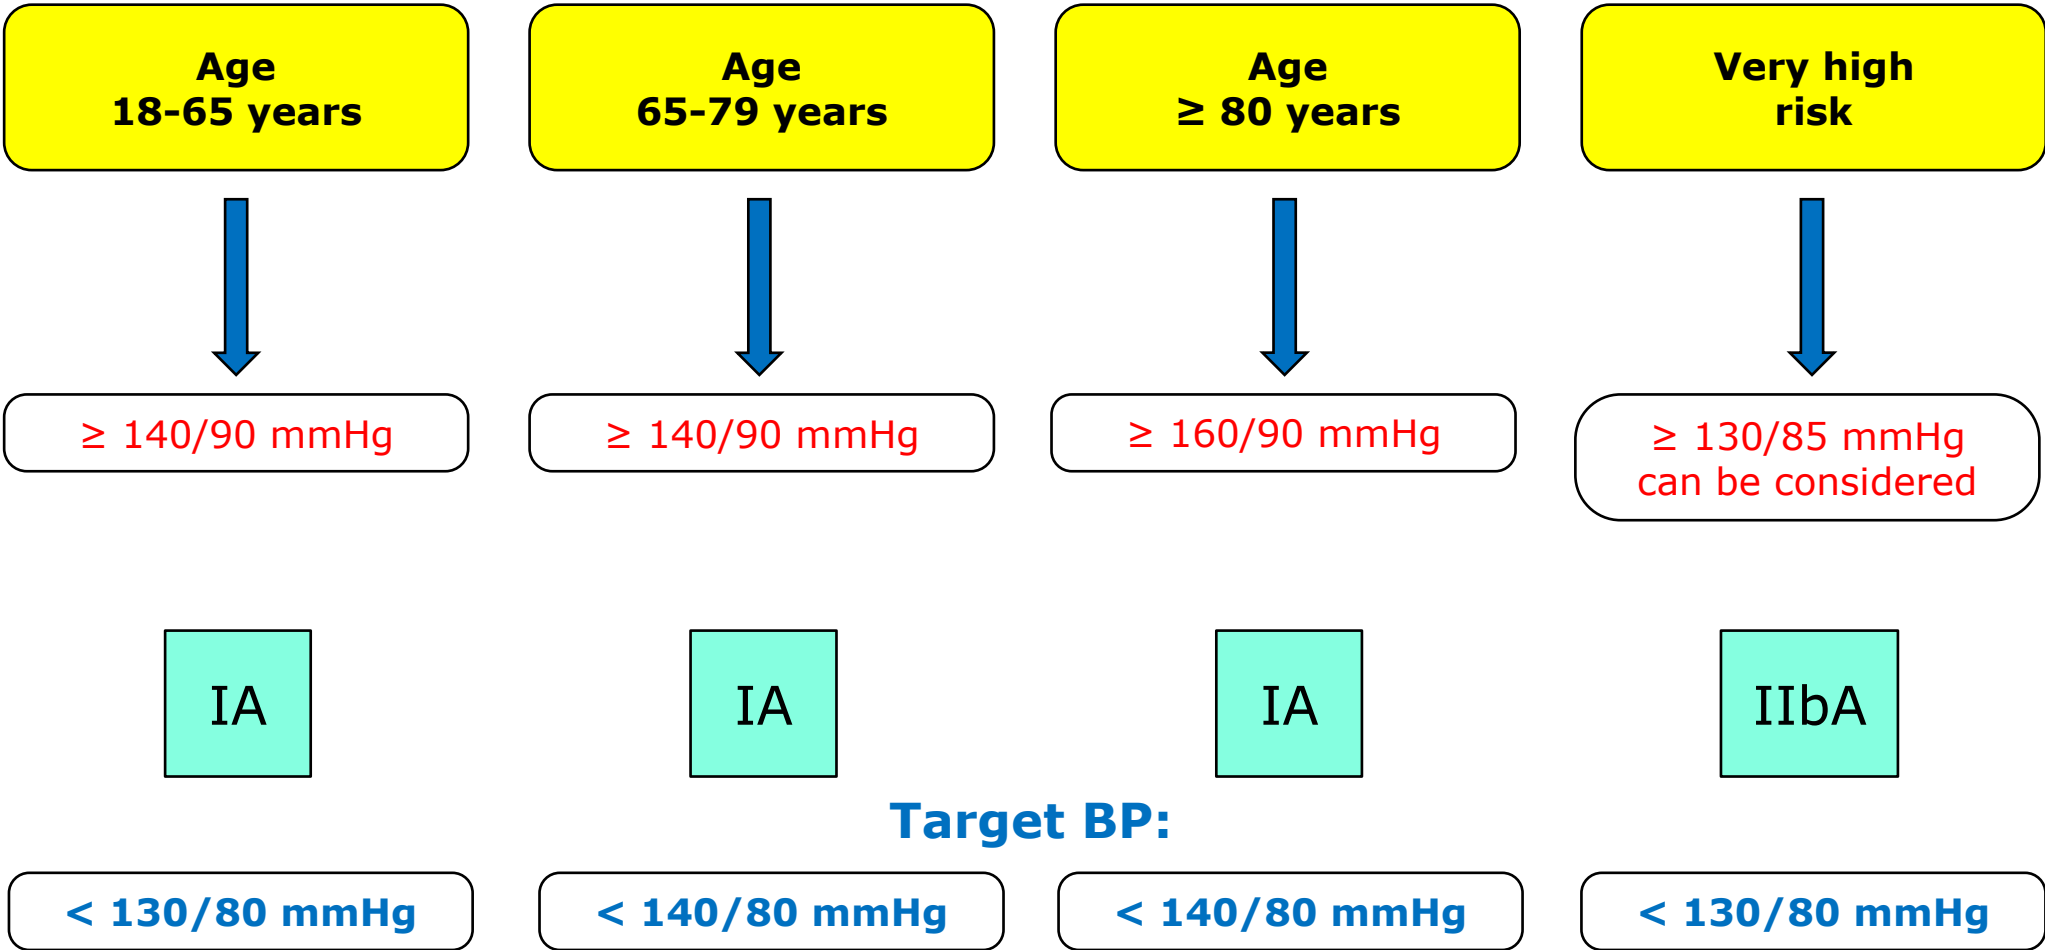 Age
18-65 years
Age
65-79 years
Age
≥ 80 years
Very high
risk
≥ 140/90 mmHg
≥ 140/90 mmHg
≥ 160/90 mmHg
≥ 130/85 mmHg
can be considered
IA
IA
IA
IIbA
Target BP:
< 130/80 mmHg
< 140/80 mmHg
< 140/80 mmHg
< 130/80 mmHg